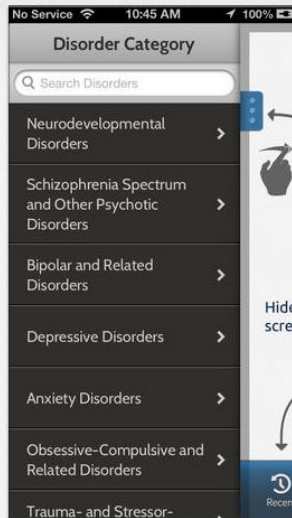 No Service 10:45 AM 100%
Disorder Category
Search Disorders
Neurodevelopmental
Disorders
Schizophrenia Spectrum
and Other Psychotic
Disorders
Bipolar and Related
Disorders
Depressive Disorders
Anxiety Disorders
Obsessive-Compulsive and
Related Disorders
Trauma- and Stressor-
Hide
scre
Recen